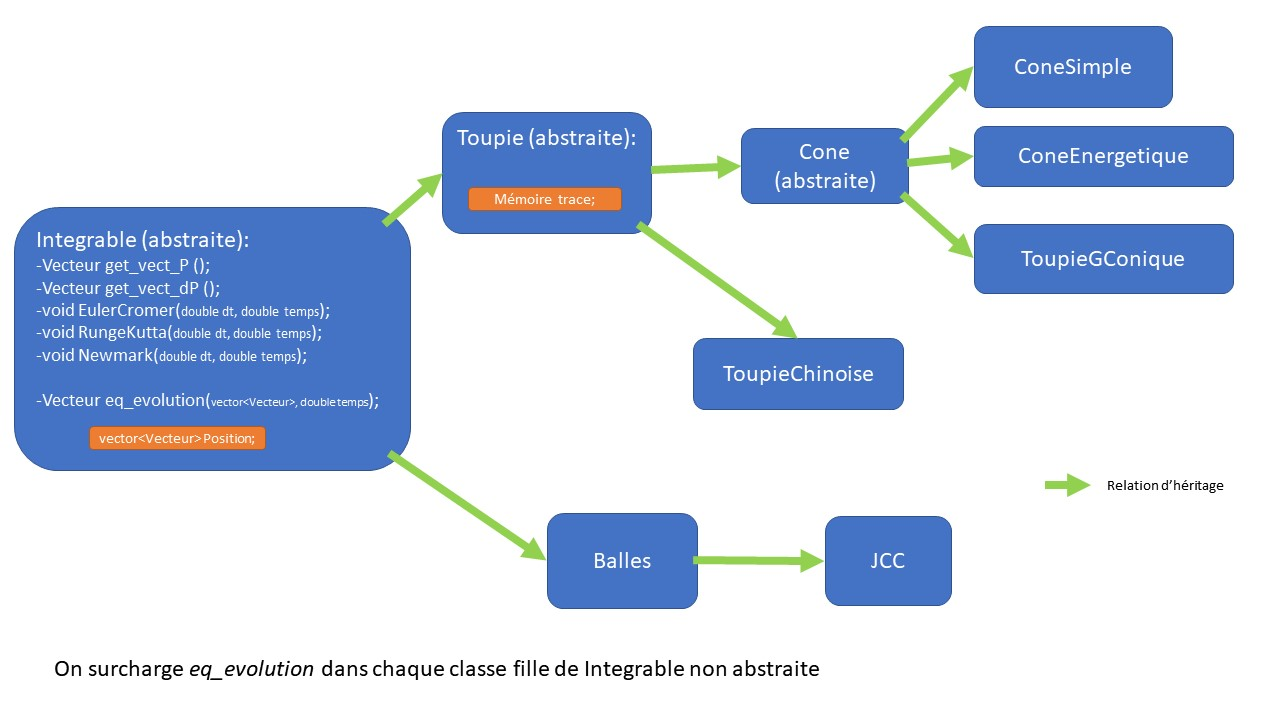 ConeSimple
Toupie (abstraite):
Mémoire trace;
Cone
(abstraite)
ConeEnergetique
ToupieGConique
Integrable (abstraite):
-Vecteur get_vect_P ();
-Vecteur get_vect_dP ();
-void EulerCromer(double dt, double temps);
-void RungeKutta(double dt, double temps);
-void Newmark(double dt, double temps);
-Vecteur eq_evolution(vector<Vecteur>, double temps);
vector<Vecteur> Position;
ToupieChinoise
Relation d’héritage
Balles
JCC
On surcharge eq_evolution dans chaque classe fille de Integrable non abstraite